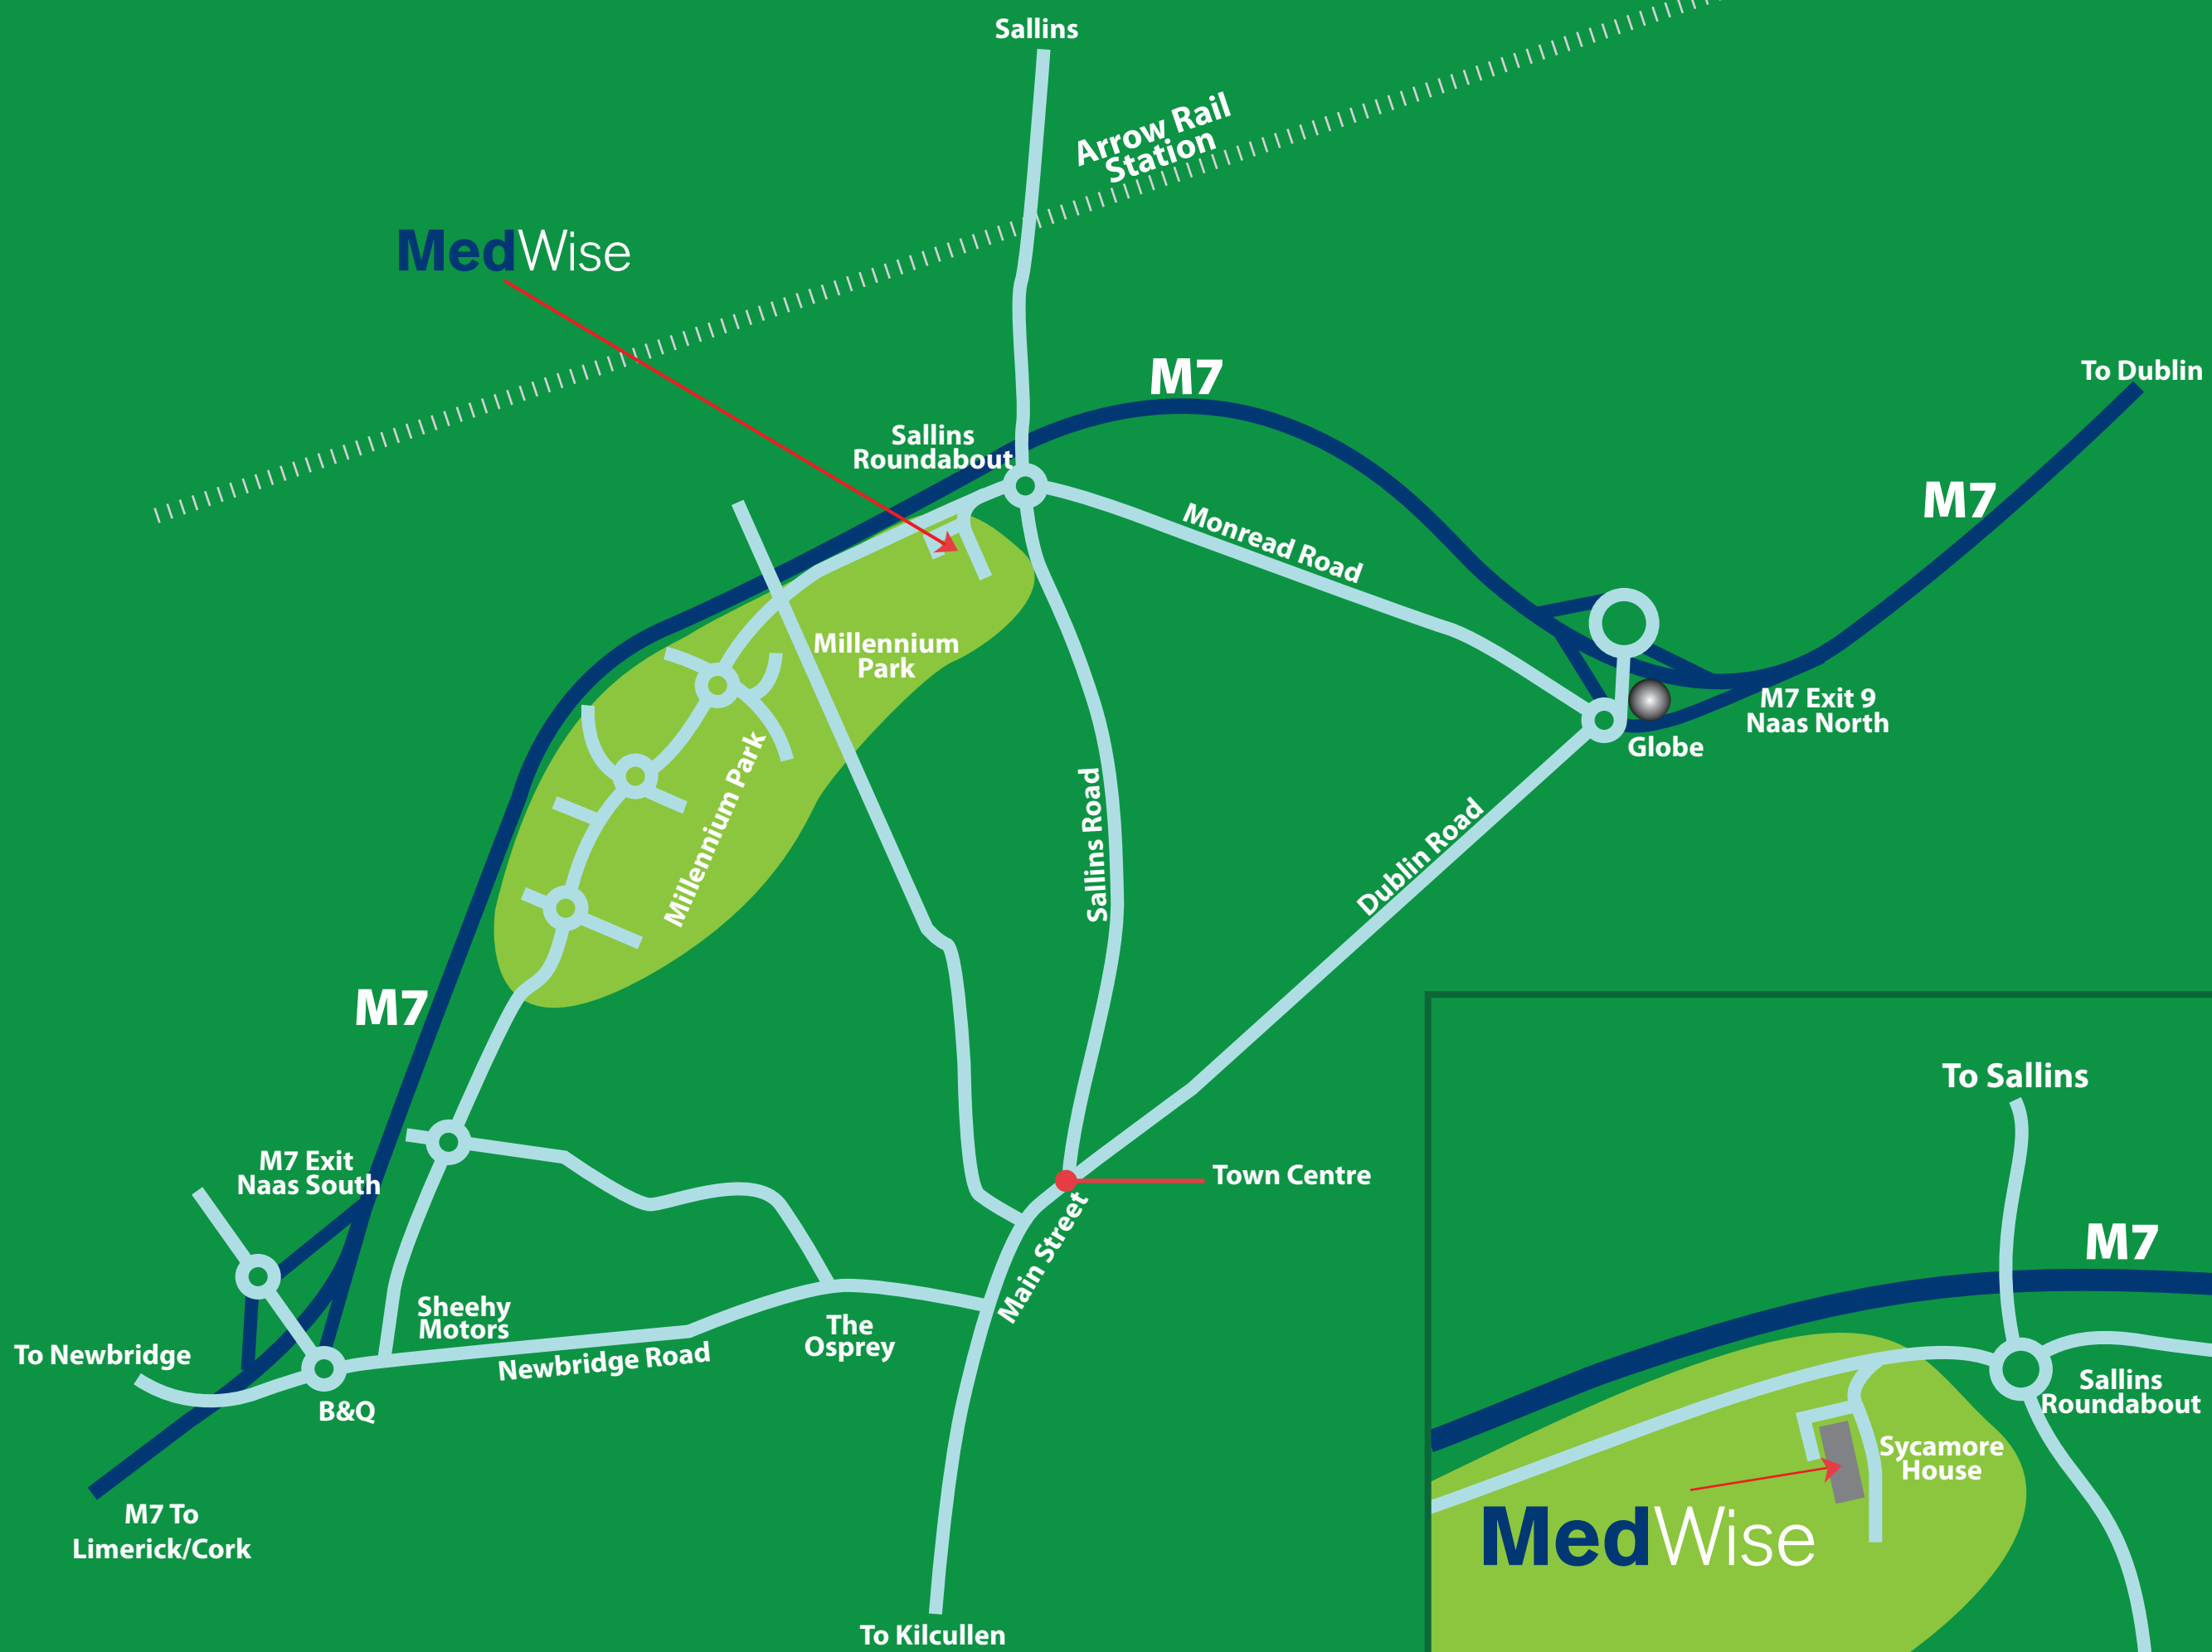 Sallins
Arrow Rail
Station
MedWise
M7
To Dublin
Sallins
Roundabout
M7
Monread Road
Millennium
Park
M7 Exit 9
Naas North
Globe
Millennium Park
Sallins Road
Dublin Road
M7
M7 Exit
Naas South
Town Centre
Main Street
Sheehy
Motors
The
Osprey
To Newbridge
Newbridge Road
B&Q
M7 To
Limerick/Cork
To Kilcullen
To Sallins
M7
Sallins
Roundabout
Sycamore
House
MedWise